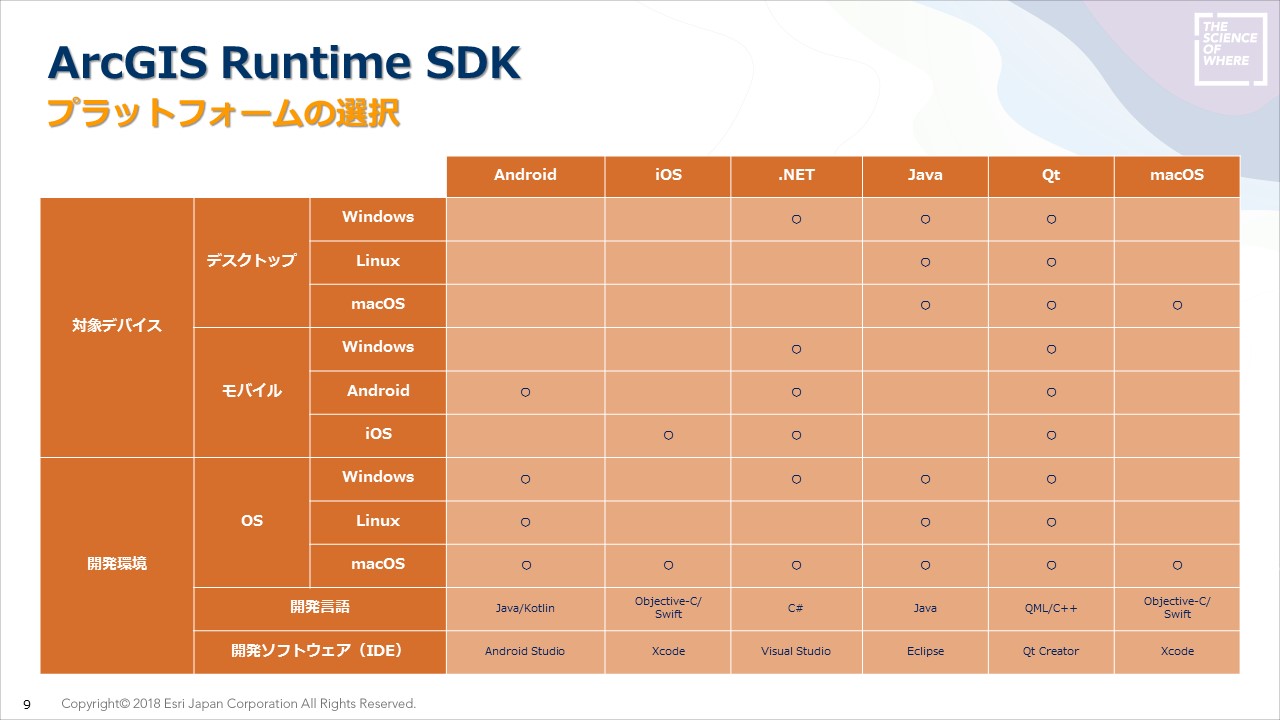 THE
SCIENCE
OF
WHERE
ArcGIS Runtime SDK
プラットフォームの選択
Android iOS .NET Java Qt macOS
対象デバイス デスクトップ Windows ○ ○ ○
Linux ○ ○
macOS ○ ○ ○
モバイル Windows ○ ○
Android ○ ○ ○
iOS ○ ○ ○
開発環境 OS Windows ○ ○ ○ ○
Linux ○ ○ ○
macOS ○ ○ ○ ○ ○ ○
開発言語 Java/Kotlin Objective-C/ Swift C# Java QML/C++ Objective-C/ Swift
開発ソフトウェア（IDE） Android Studio Xcode Visual Studio Eclipse Qt Creator Xcode
9 Copyright© 2018 Esri Japan Corporation All Rights Reserved.